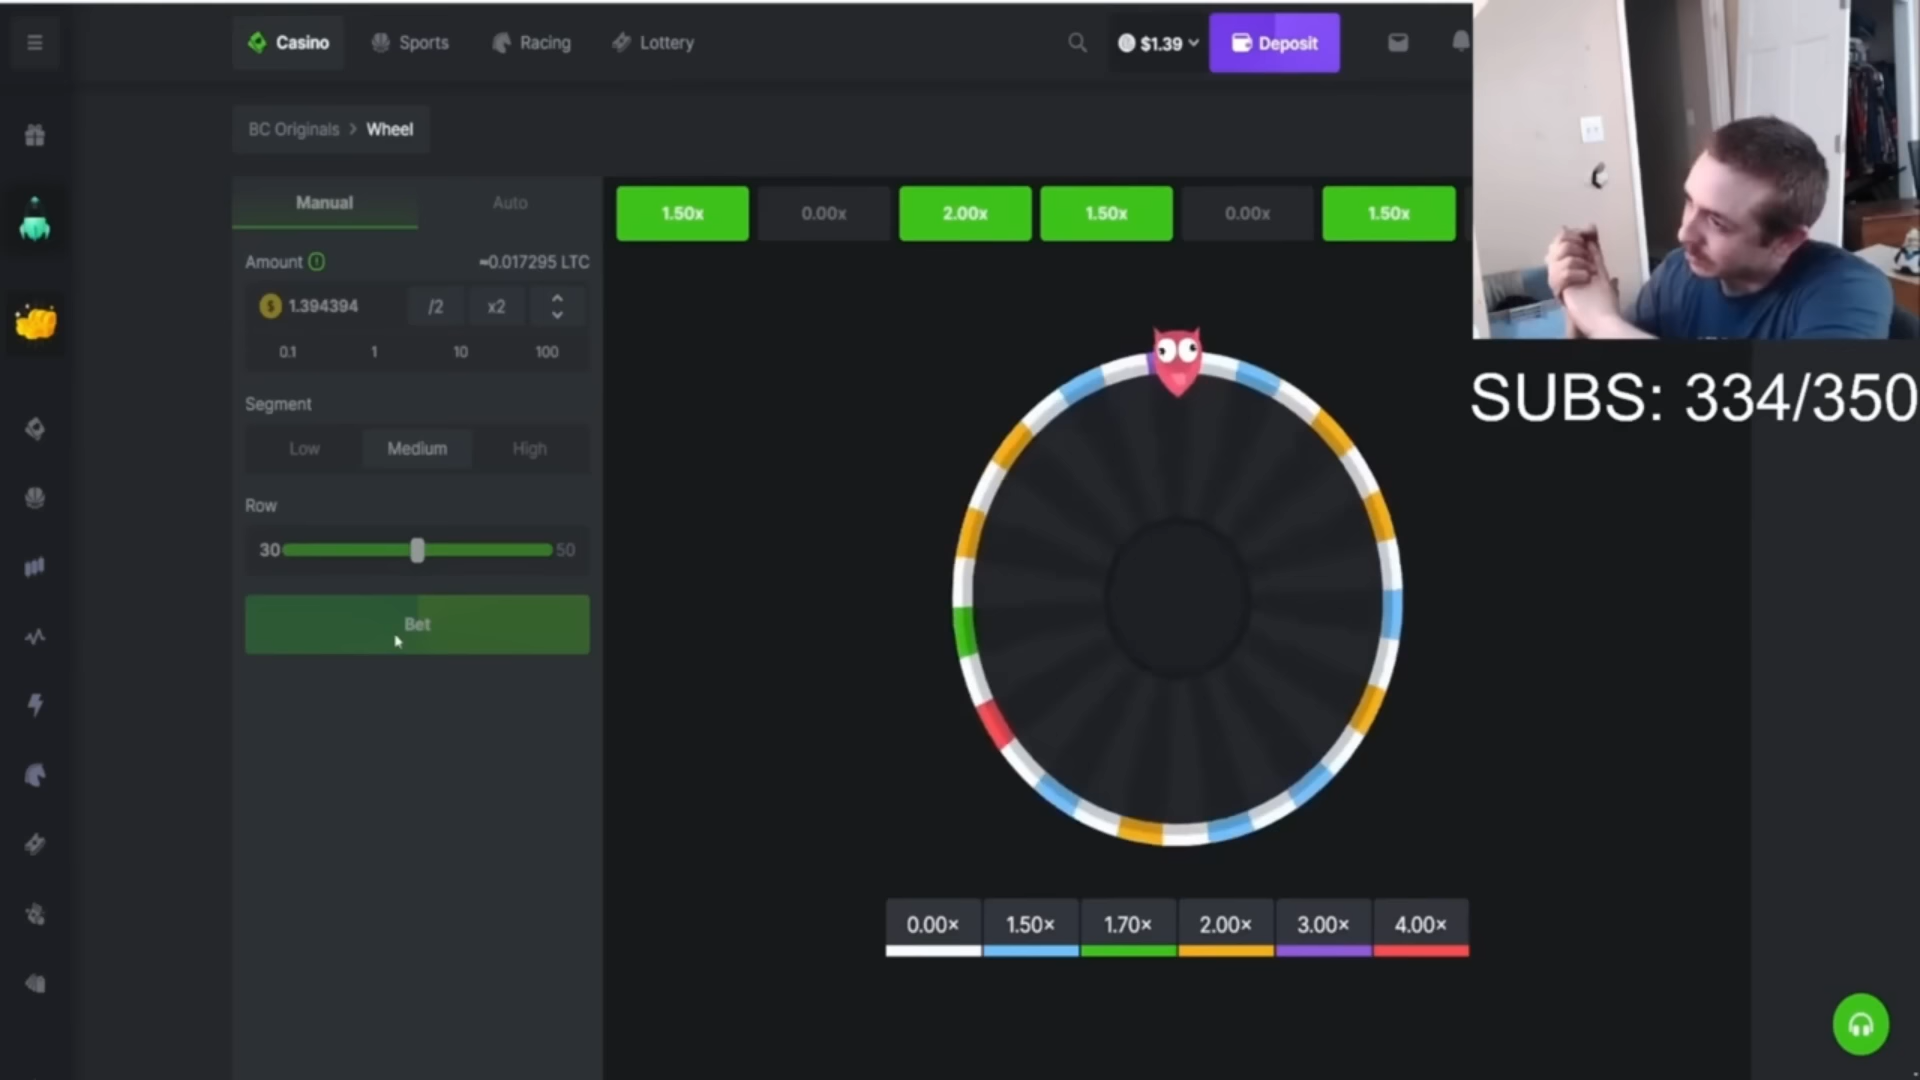 Casino Sports Racing Lottery $1.39 Deposit
BC Originals > Wheel
Manual Auto
1.50x 0.00x 2.00x 1.50x 0.00x 1.50x
Amount ≈0.017295 LTC
1.394394 /2 x2
0.1 1 10 100
Segment
Low Medium High
Row
30 50
Bet
SUBS: 334/350
0.00× 1.50× 1.70× 2.00× 3.00× 4.00×